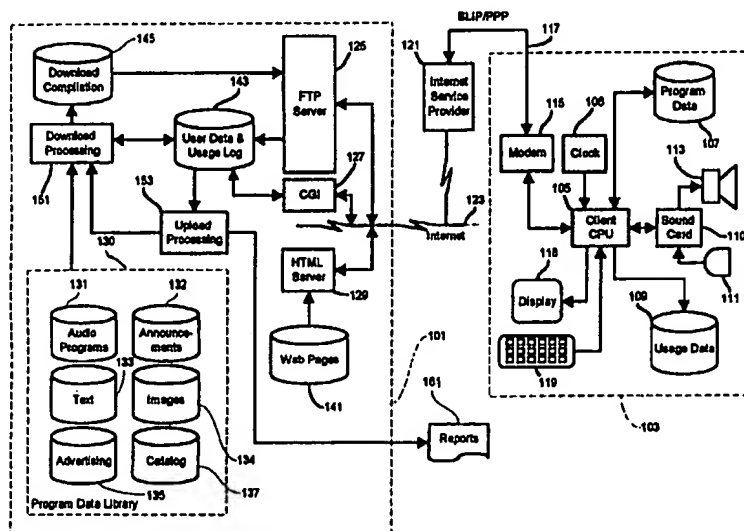 145
Download
Compilation
143
125
FTP
Server
SLIP/PPP
121
117
Internet
Service
Provider
115
Modem
106
Clock
Program
Data
107
113
Download
Processing
151
User Data &
Usage Log
127
CGI
105
Client
CPU
Sound
Card
110
111
153
Upload
Processing
123
Internet
130
HTML
Server
129
118
Display
109
Usage Data
119
131
Audio
Programs
132
Announce-
ments
133
Text
Images
134
Advertising
135
Catalog
137
Program Data Library
Web Pages
141
101
161
Reports
103